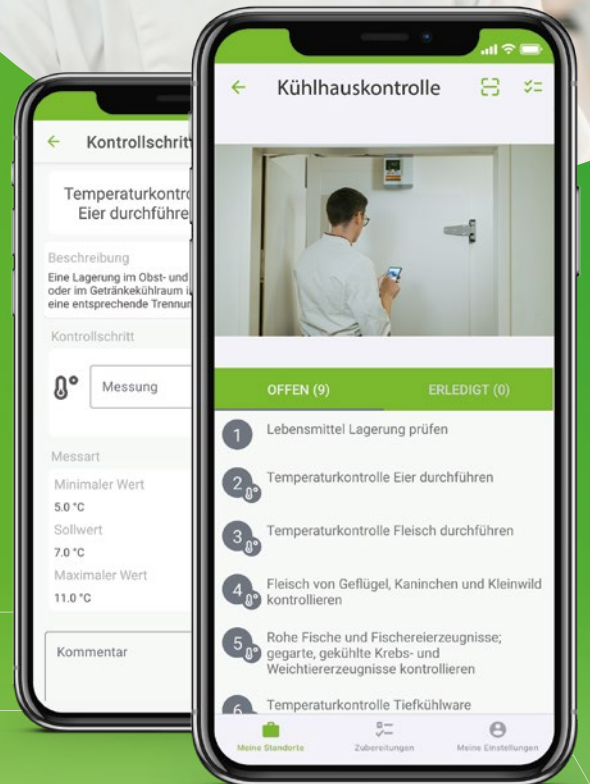 Kontrollschritt
Temperaturkontro
Eier durchführe
Beschreibung
Eine Lagerung im Obst- und
oder im Getränkekühlraum i
eine entsprechende Trennun
Kontrollschritt
Messung
Messart
Minimaler Wert
5.0 °C
Sollwert
7.0 °C
Maximaler Wert
11.0 °C
Kommentar
Kühlhauskontrolle
OFFEN (9)
ERLEDIGT (0)
1 Lebensmittel Lagerung prüfen
2 Temperaturkontrolle Eier durchführen
3 Temperaturkontrolle Fleisch durchführen
4 Fleisch von Geflügel, Kaninchen und Kleinwild
kontrollieren
5 Rohe Fische und Fischereierzeugnisse;
gegarte, gekühlte Krebs- und
Weichtiererzeugnisse kontrollieren
6 Temperaturkontrolle Tiefkühlware
Meine Standorte
Zubereitungen
Meine Einstellungen